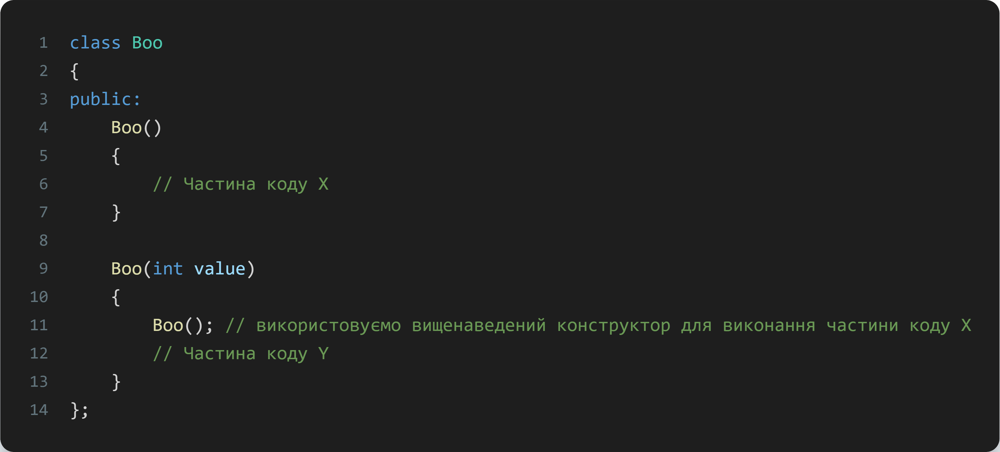 1 class Boo
2 {
3 public:
4     Boo()
5     {
6         // Частина коду X
7     }
8
9     Boo(int value)
10     {
11         Boo(); // використовуємо вищенаведений конструктор для виконання частини коду X
12         // Частина коду Y
13     }
14 };